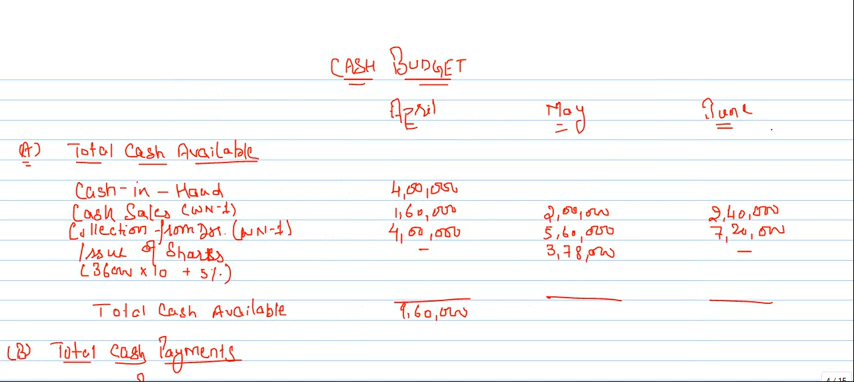 CASH BUDGET
April May June
A) Total Cash Available
Cash-in-Hand 4,00,000
Cash Sales (WN-1) 1,60,000 2,00,000 2,40,000
Collection from Dr. (WN-1) 4,00,000 5,60,000 7,20,000
Issue of Shares - 3,78,000 -
(36000 x 10 + 5%)
Total Cash Available 9,60,000
(B) Total Cash Payments
4 / 15